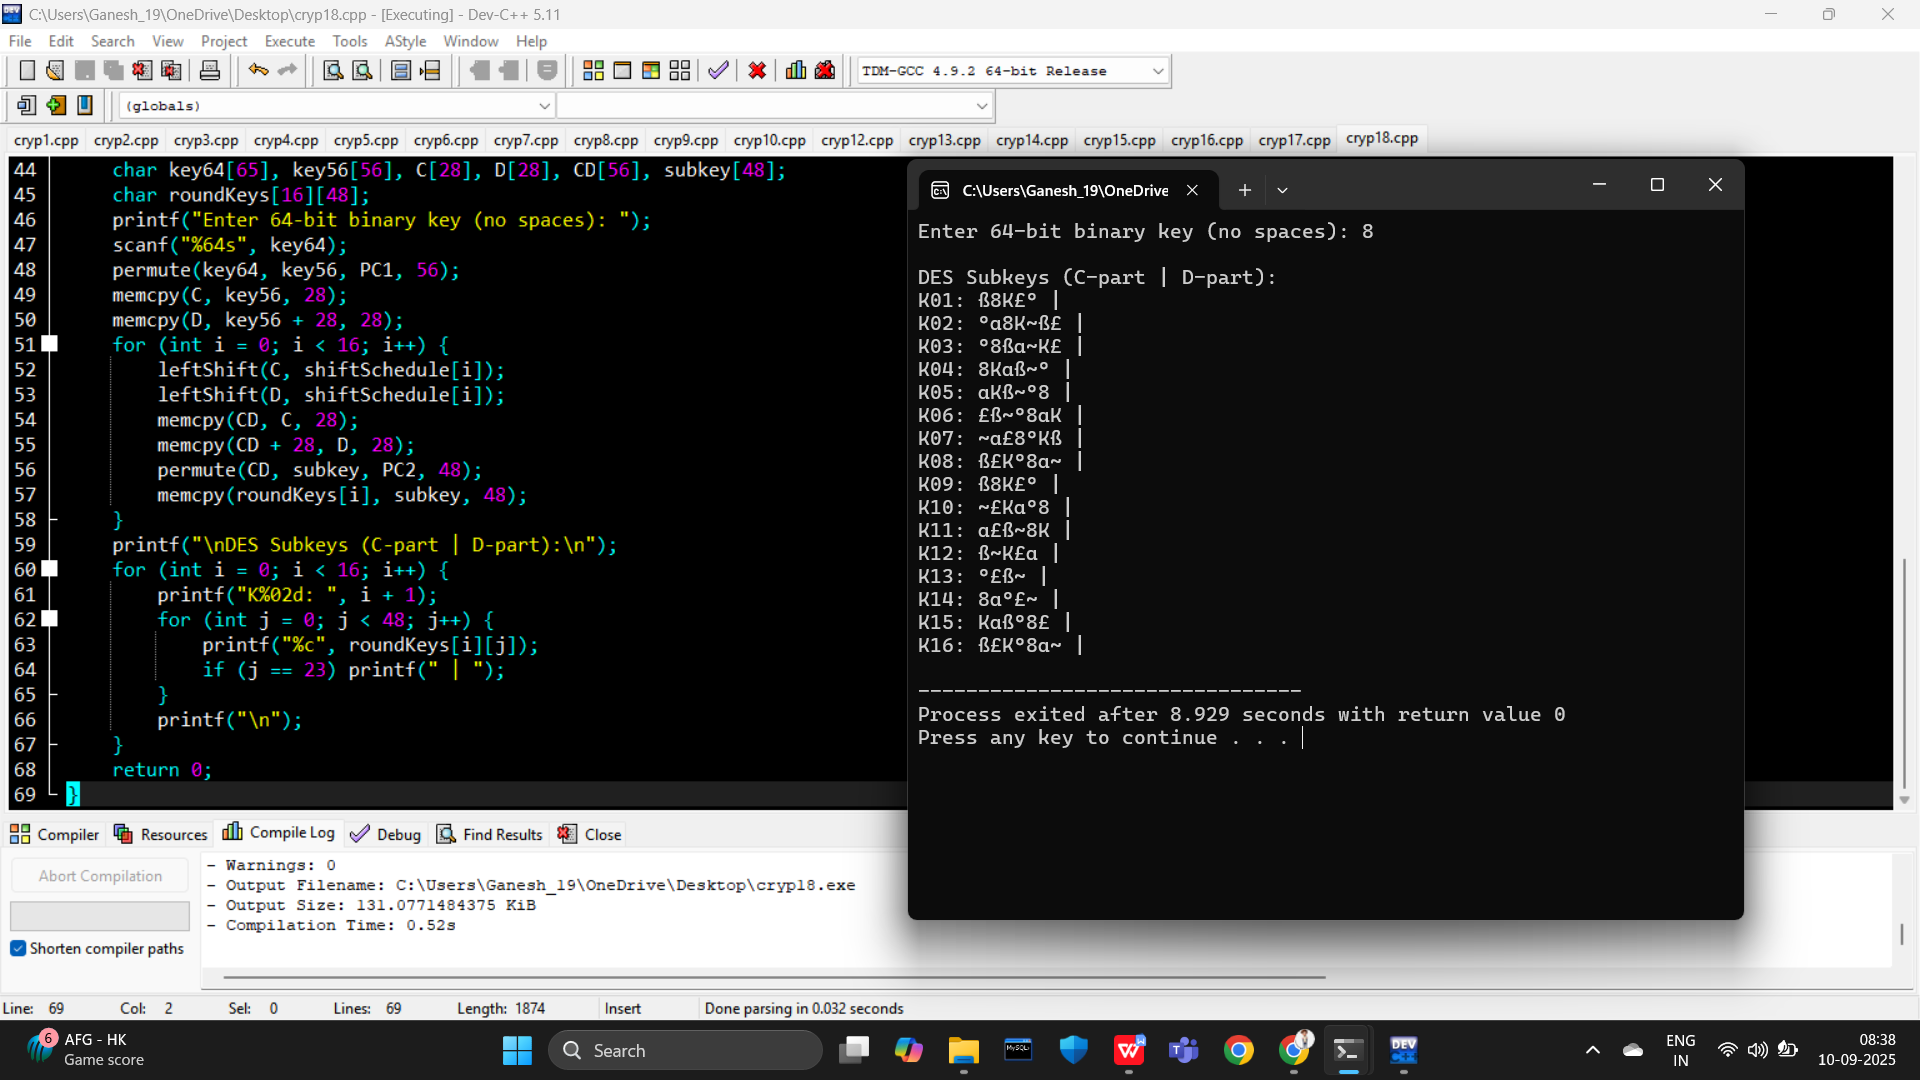 C:\Users\Ganesh_19\OneDrive\Desktop\cryp18.cpp - [Executing] - Dev-C++ 5.11
File Edit Search View Project Execute Tools AStyle Window Help
TDM-GCC 4.9.2 64-bit Release
(globals)
cryp1.cpp cryp2.cpp cryp3.cpp cryp4.cpp cryp5.cpp cryp6.cpp cryp7.cpp cryp8.cpp cryp9.cpp cryp10.cpp cryp12.cpp cryp13.cpp cryp14.cpp cryp15.cpp cryp16.cpp cryp17.cpp cryp18.cpp
44 char key64[65], key56[56], C[28], D[28], CD[56], subkey[48];
45 char roundKeys[16][48];
46 printf("Enter 64-bit binary key (no spaces): ");
47 scanf("%64s", key64);
48 permute(key64, key56, PC1, 56);
49 memcpy(C, key56, 28);
50 memcpy(D, key56 + 28, 28);
51 for (int i = 0; i < 16; i++) {
52 leftShift(C, shiftSchedule[i]);
53 leftShift(D, shiftSchedule[i]);
54 memcpy(CD, C, 28);
55 memcpy(CD + 28, D, 28);
56 permute(CD, subkey, PC2, 48);
57 memcpy(roundKeys[i], subkey, 48);
58 }
59 printf("\nDES Subkeys (C-part | D-part):\n");
60 for (int i = 0; i < 16; i++) {
61 printf("K%02d: ", i + 1);
62 for (int j = 0; j < 48; j++) {
63 printf("%c", roundKeys[i][j]);
64 if (j == 23) printf(" | ");
65 }
66 printf("\n");
67 }
68 return 0;
69 }
C:\Users\Ganesh_19\OneDrive
Enter 64-bit binary key (no spaces): 8
DES Subkeys (C-part | D-part):
K01: ß8K£° |
K02: °α8K~ß£ |
K03: °8ßα~K£ |
K04: 8Kαß~° |
K05: αKß~°8 |
K06: £ß~°8αK |
K07: ~α£8°Kß |
K08: ß£K°8α~ |
K09: ß8K£° |
K10: ~£Kα°8 |
K11: α£ß~8K |
K12: ß~K£α |
K13: °£ß~ |
K14: 8α°£~ |
K15: Kαß°8£ |
K16: ß£K°8α~ |
--------------------------------
Process exited after 8.929 seconds with return value 0
Press any key to continue . . .
Compiler Resources Compile Log Debug Find Results Close
Abort Compilation
Shorten compiler paths
- Warnings: 0
- Output Filename: C:\Users\Ganesh_19\OneDrive\Desktop\cryp18.exe
- Output Size: 131.0771484375 KiB
- Compilation Time: 0.52s
Line: 69 Col: 2 Sel: 0 Lines: 69 Length: 1874 Insert Done parsing in 0.032 seconds
6
AFG - HK
Game score
Search
MySQL
DEV
C++
ENG
IN
08:38
10-09-2025